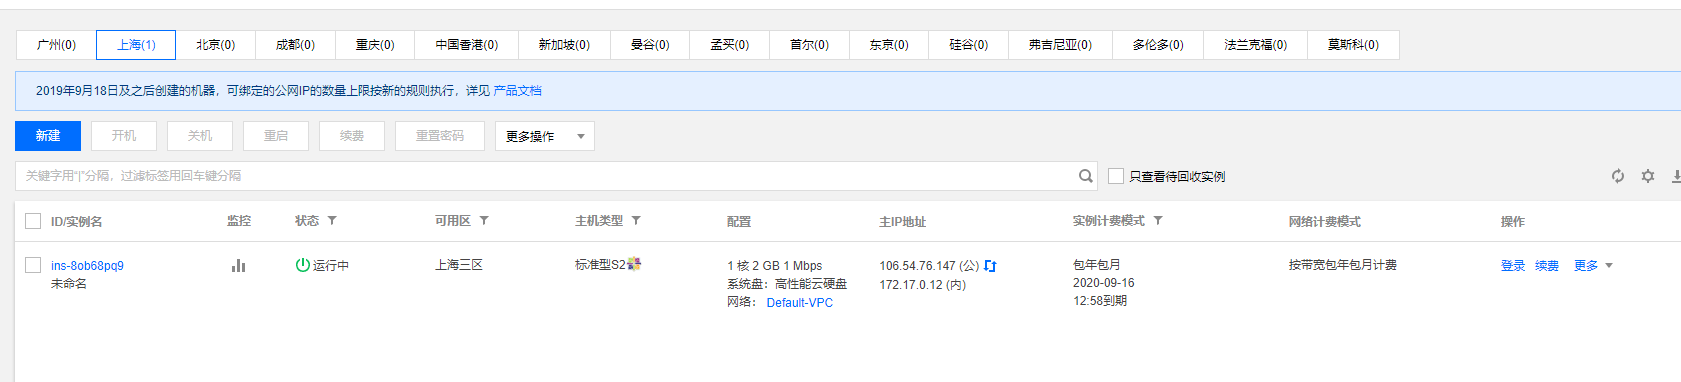 广州(0) 上海(1) 北京(0) 成都(0) 重庆(0) 中国香港(0) 新加坡(0) 曼谷(0) 孟买(0) 首尔(0) 东京(0) 硅谷(0) 弗吉尼亚(0) 多伦多(0) 法兰克福(0) 莫斯科(0)
2019年9月18日及之后创建的机器，可绑定的公网IP的数量上限按新的规则执行，详见 产品文档
新建 开机 关机 重启 续费 重置密码 更多操作
关键字用"|"分隔，过滤标签用回车键分隔 只查看待回收实例
ID/实例名 监控 状态 可用区 主机类型 配置 主IP地址 实例计费模式 网络计费模式 操作
ins-8ob68pq9 运行中 上海三区 标准型S2 1 核 2 GB 1 Mbps 106.54.76.147 (公) 包年包月 按带宽包年包月计费 登录 续费 更多
未命名 系统盘：高性能云硬盘 172.17.0.12 (内) 2020-09-16
网络： Default-VPC 12:58到期